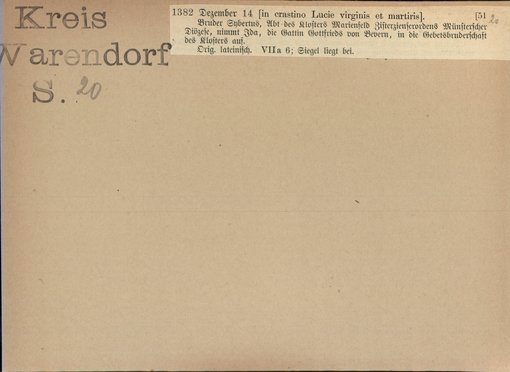 Kreis
Warendorf
S. 20
1382 Dezember 14 [in crastino Lucie virginis et martiris]. [51
20
Bruder Sybertus, Abt des Klosters Marienfeld Zisterzienserordens Münsterscher
Diözese, nimmt Ida, die Gattin Gottfrieds von Bevern, in die Gebetsbruderschaft
des Klosters auf.
Orig. lateinisch. VIIa 6; Siegel liegt bei.